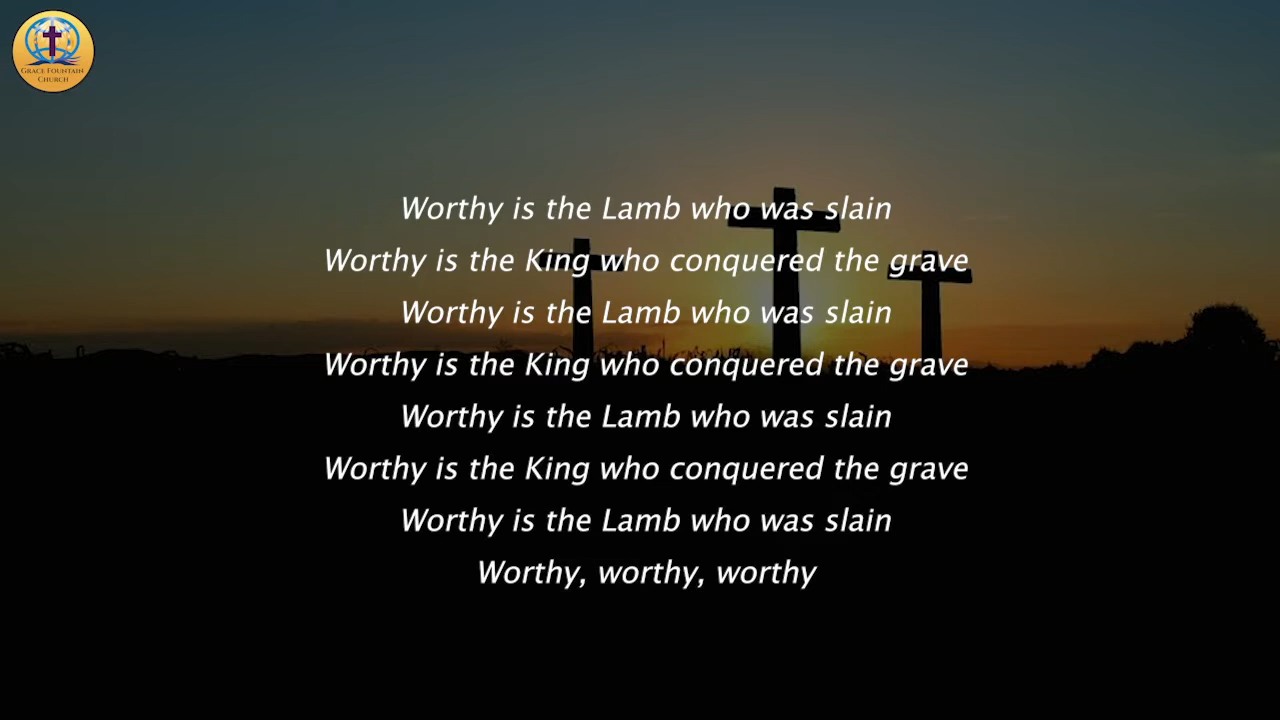 GRACE FOUNTAIN
CHURCH
Worthy is the Lamb who was slain
Worthy is the King who conquered the grave
Worthy is the Lamb who was slain
Worthy is the King who conquered the grave
Worthy is the Lamb who was slain
Worthy is the King who conquered the grave
Worthy is the Lamb who was slain
Worthy, worthy, worthy